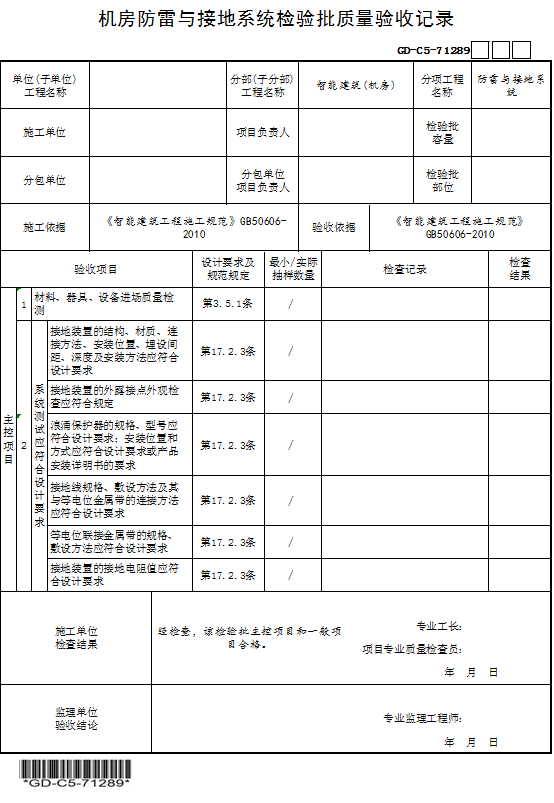 机房防雷与接地系统检验批质量验收记录
GD-C5-71289
单位(子单位)
工程名称
分部(子分部)
工程名称
智能建筑(机房)
分项工程
名称
防雷与接地系
统
施工单位
项目负责人
检验批
容量
分包单位
分包单位
项目负责人
检验批
部位
施工依据
《智能建筑工程施工规范》GB50606-
2010
验收依据
《智能建筑工程施工规范》
GB50606-2010
验收项目
设计要求及
规范规定
最小/实际
抽样数量
检查记录
检查
结果
主控项目
1
材料、器具、设备进场质量检
测
第3.5.1条
/
2
系统测试应符合设计要求
接地装置的结构、材质、连
接方法、安装位置、埋设间
距、深度及安装方法应符合
设计要求
第17.2.3条
/
接地装置的外露接点外观检
查应符合规定
第17.2.3条
/
浪涌保护器的规格、型号应
符合设计要求；安装位置和
方式应符合设计要求或产品
安装详明书的要求
第17.2.3条
/
接地线规格、敷设方法及其
与等电位金属带的连接方法
应符合设计要求
第17.2.3条
/
等电位联接金属带的规格、
敷设方法应符合设计要求
第17.2.3条
/
接地装置的接地电阻值应符
合设计要求
第17.2.3条
/
施工单位
检查结果
经检查，该检验批主控项目和一般项
目合格。
专业工长：
项目专业质量检查员：
年 月 日
监理单位
验收结论
专业监理工程师：
年 月 日
*GD-C5-71289*